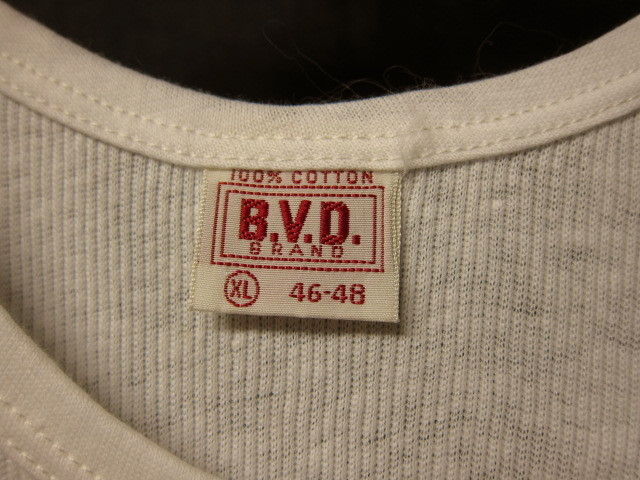 100% COTTON
B.V.D.
BRAND
XL 46-48